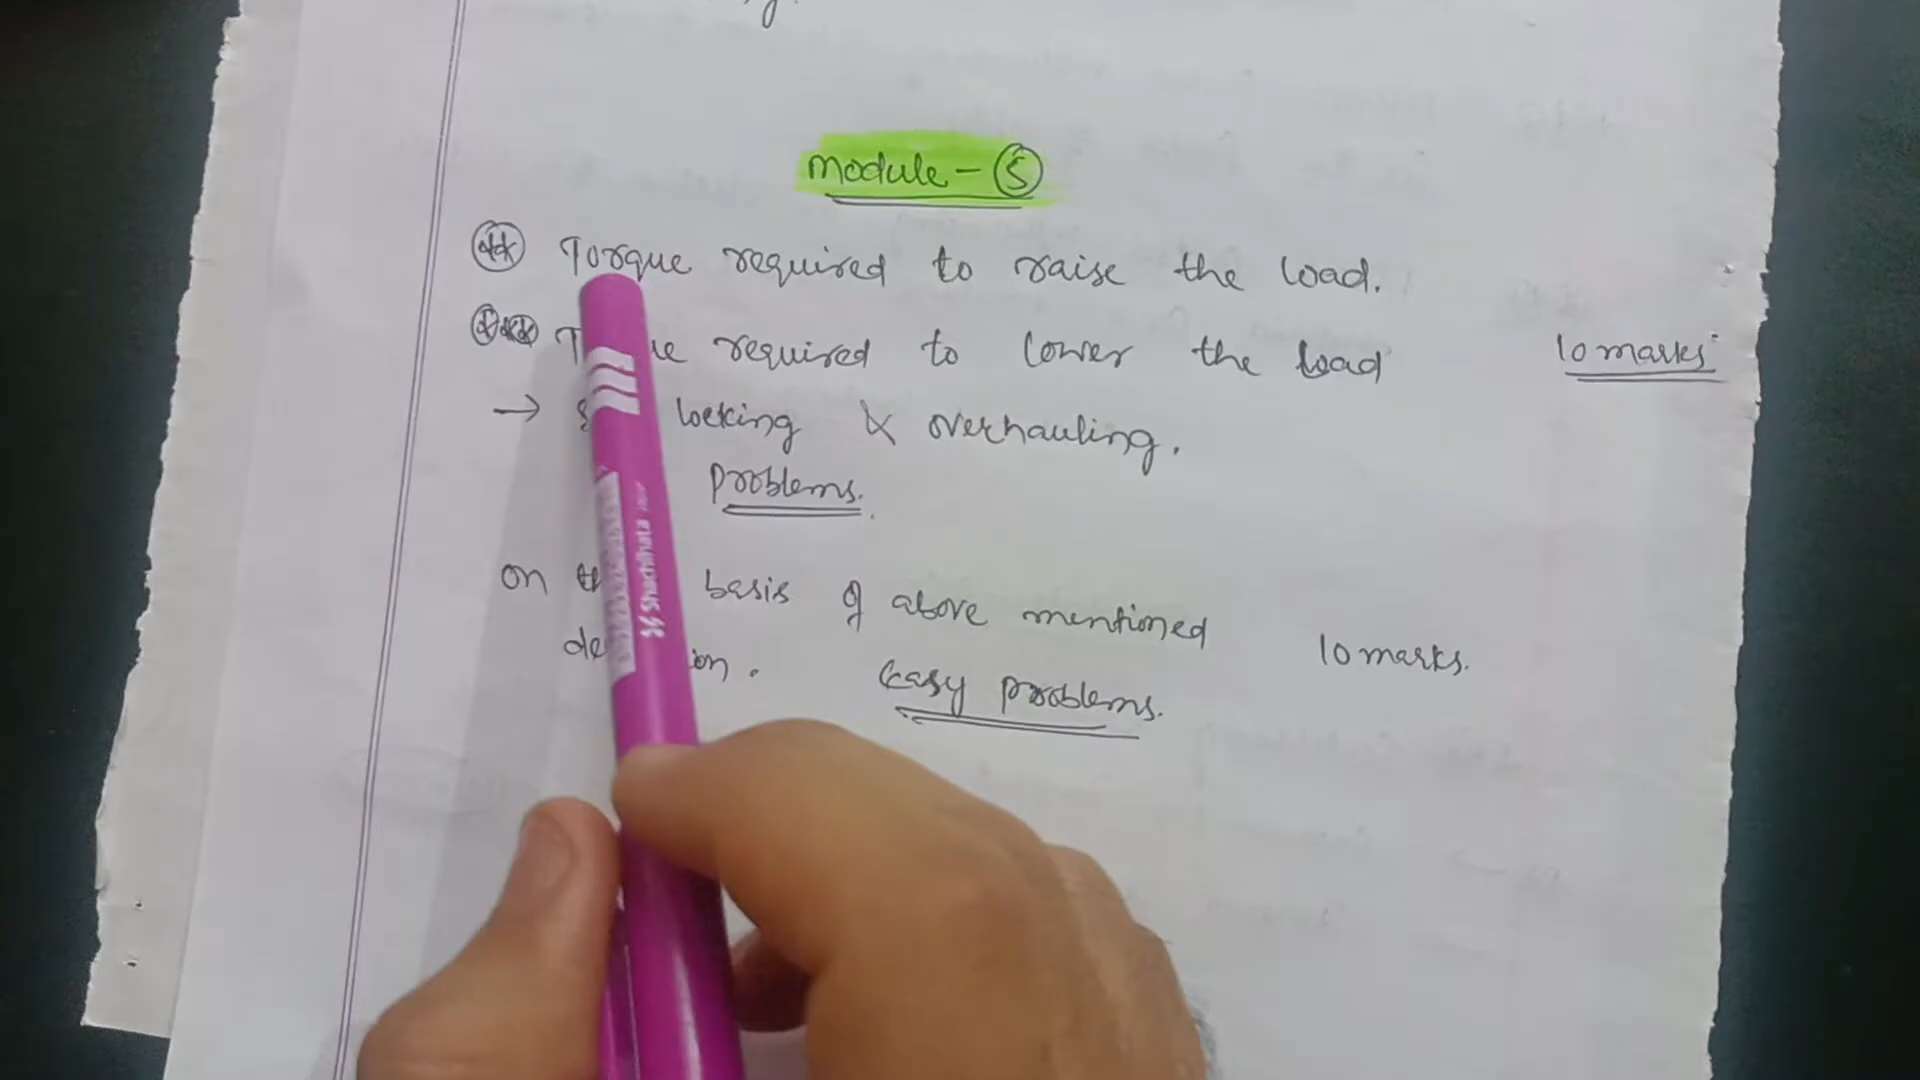 module - 5
Torque required to raise the load.
required to lower the load
10 marks
→ locking & overhauling.
Problems.
on basis of above mentioned
10 marks.
Easy problems.
Shachihata